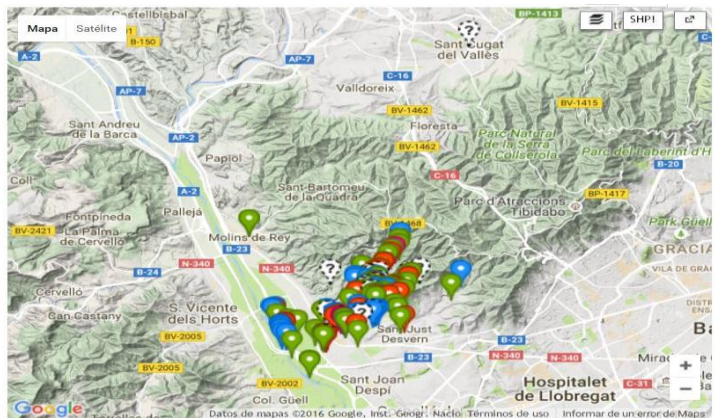 Castellbisbal
BP-1413
SHP!
Mapa
Satélite
B-150
A-2
AP-7
Sant Cugat
del Vallès
C-16
Valldoreix
AP-7
BV-1462
BV-1415
Sant Andreu
de la Barca
AP-2
Floresta
Parc Natural
de la Serra
de Collserola
BV-1462
Papiol
Parc del Laberint d'H
B-20
C-16
Coll
A-2
Sant Bartomeu
de la Quadra
Parc d'Atraccions
Tibidabo
BP-1417
Fontpineda
Pallejà
Park Güell
BV-2421
La Palma
de Cervelló
Molins de Rey
B-23
GRÀCIA
VILA DE GRÀ
B-24
N-340
N-340
Cervelló
Can Castany
S. Vicente
dels Horts
DISTR
BV-2005
Sant Just
Desvern
B-23
N-340
N-340
BV-2005
BV-2002
Sant Joan
Despí
Hospitalet
de Llobregat
C-31
Col. Güell
Google
Datos de mapas ©2016 Google, Inst. Geogr. Naclo
Términos de uso
Informar de un error de Maps